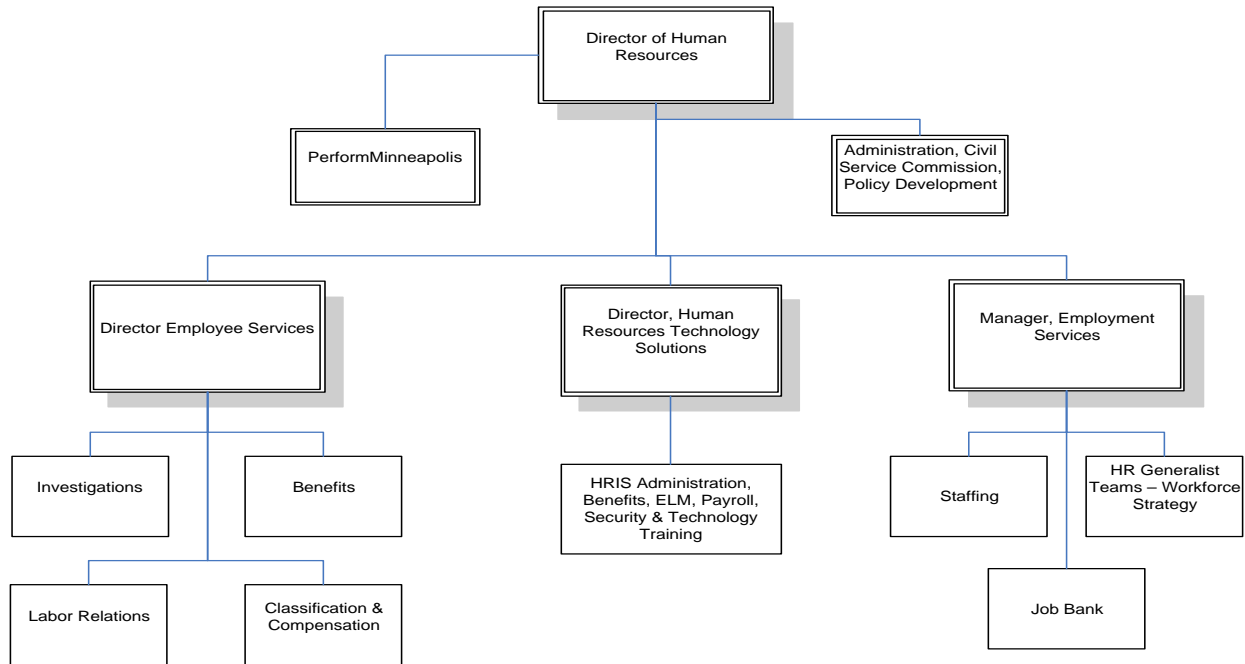 Director of Human
Resources
PerformMinneapolis
Administration, Civil
Service Commission,
Policy Development
Director Employee Services
Director, Human
Resources Technology
Solutions
Manager, Employment
Services
Investigations
Benefits
HRIS Administration,
Benefits, ELM, Payroll,
Security & Technology
Training
Staffing
HR Generalist
Teams – Workforce
Strategy
Labor Relations
Classification &
Compensation
Job Bank